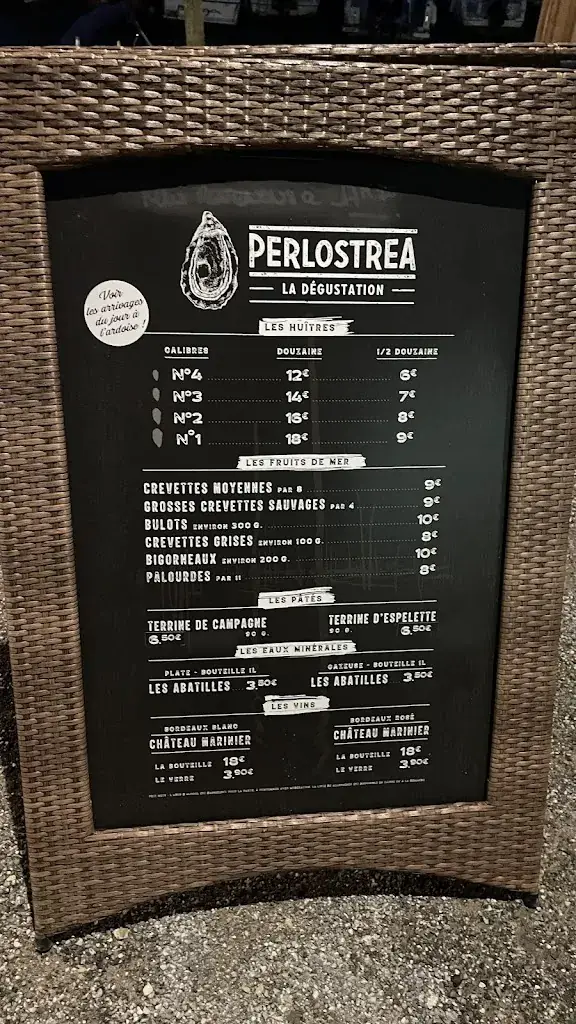 PERLOSTREA
LA DÉGUSTATION
Voir
les arrivages
du jour à
l'ardoise !
LES HUÎTRES
CALIBRES DOUZAINE 1/2 DOUZAINE
N°4 12€ 6€
N°3 14€ 7€
N°2 16€ 8€
N°1 18€ 9€
LES FRUITS DE MER
CREVETTES MOYENNES PAR 8 9€
GROSSES CREVETTES SAUVAGES PAR 4 9€
BULOTS ENVIRON 300 G. 10€
CREVETTES GRISES ENVIRON 100 G. 8€
BIGORNEAUX ENVIRON 200 G. 10€
PALOURDES PAR 11 8€
LES PÂTÉS
TERRINE DE CAMPAGNE TERRINE D'ESPELETTE
6,50€ 90 G. 90 G. 6,50€
LES EAUX MINÉRALES
PLATE - BOUTEILLE 1L GAZEUSE - BOUTEILLE 1L
LES ABATILLES 3,50€ LES ABATILLES 3,50€
LES VINS
BORDEAUX BLANC BORDEAUX ROSÉ
CHÂTEAU MARINIER CHÂTEAU MARINIER
LA BOUTEILLE 18€ LA BOUTEILLE 18€
LE VERRE 3,90€ LE VERRE 3,90€